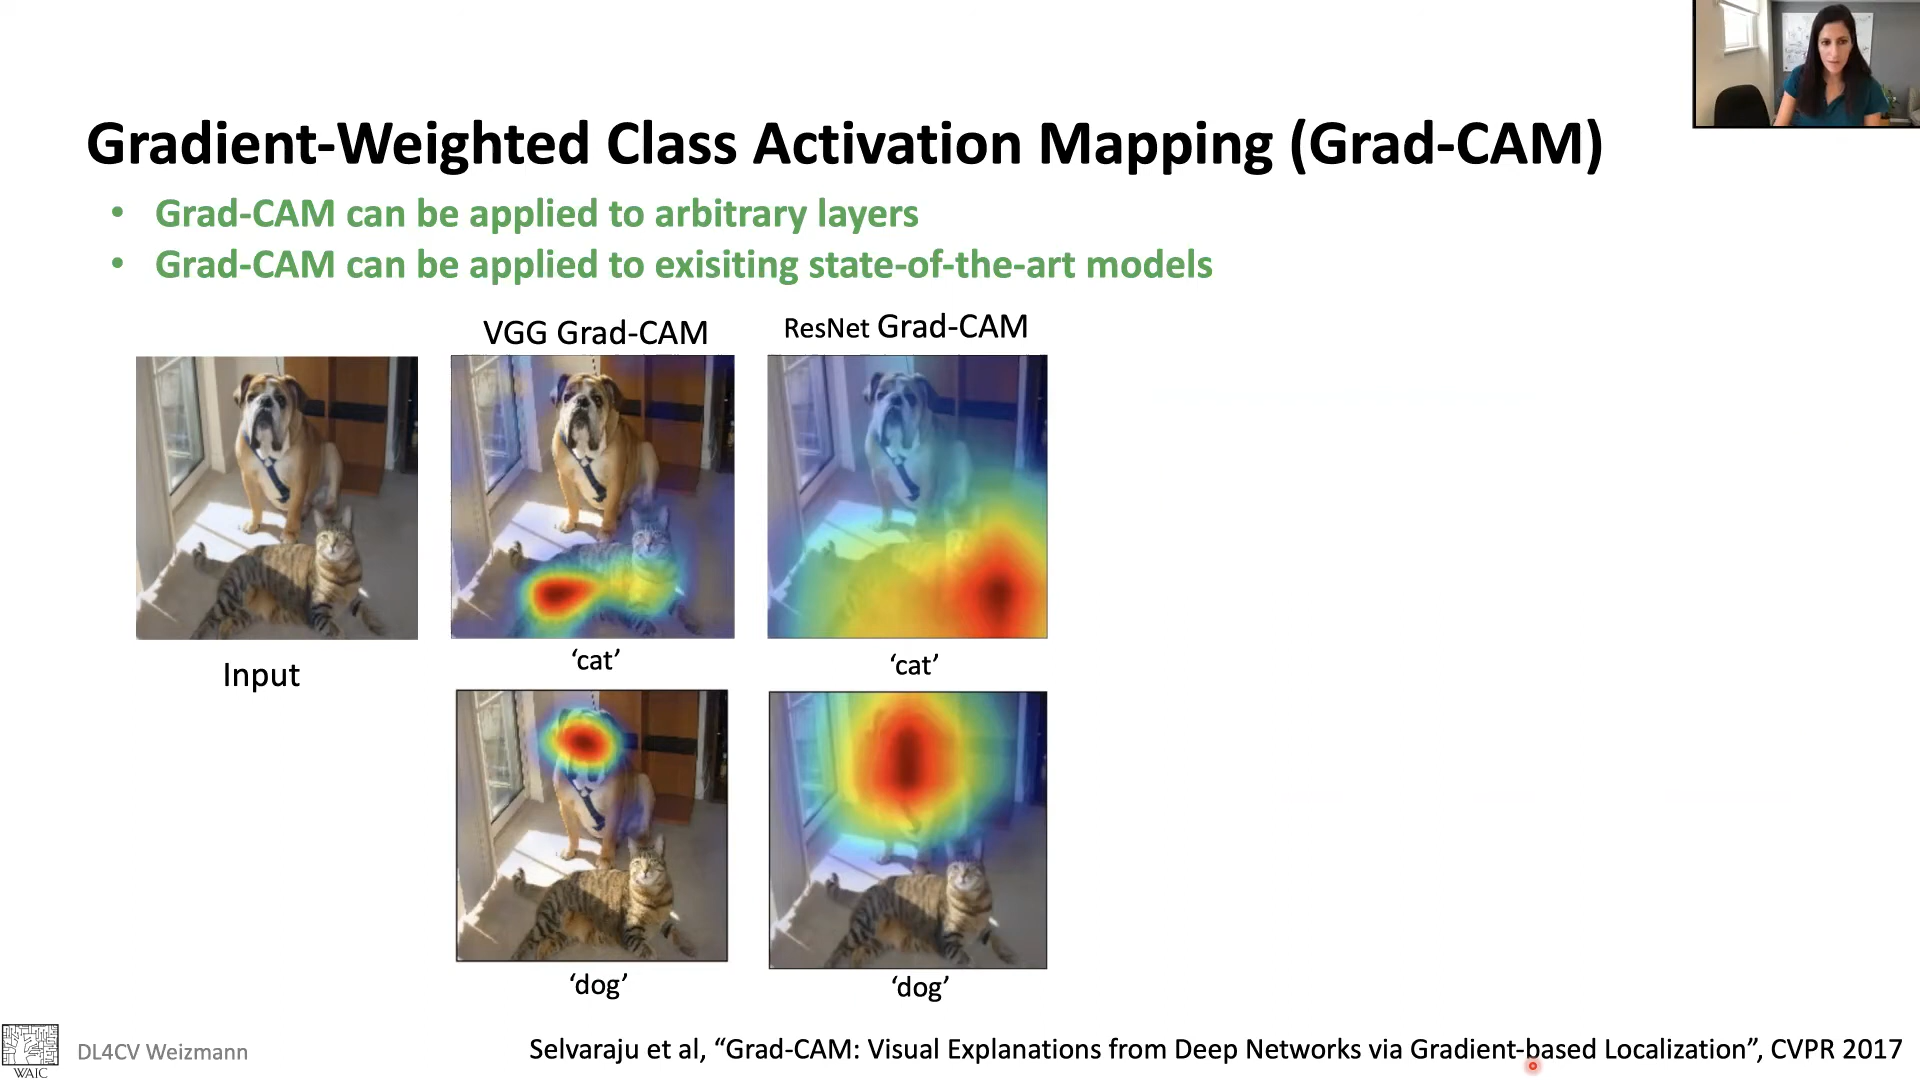 Gradient-Weighted Class Activation Mapping (Grad-CAM)
• Grad-CAM can be applied to arbitrary layers
• Grad-CAM can be applied to exisiting state-of-the-art models
VGG Grad-CAM
ResNet Grad-CAM
Input
‘cat’
‘cat’
‘dog’
‘dog’
WAIC
DL4CV Weizmann
Selvaraju et al, “Grad-CAM: Visual Explanations from Deep Networks via Gradient-based Localization”, CVPR 2017